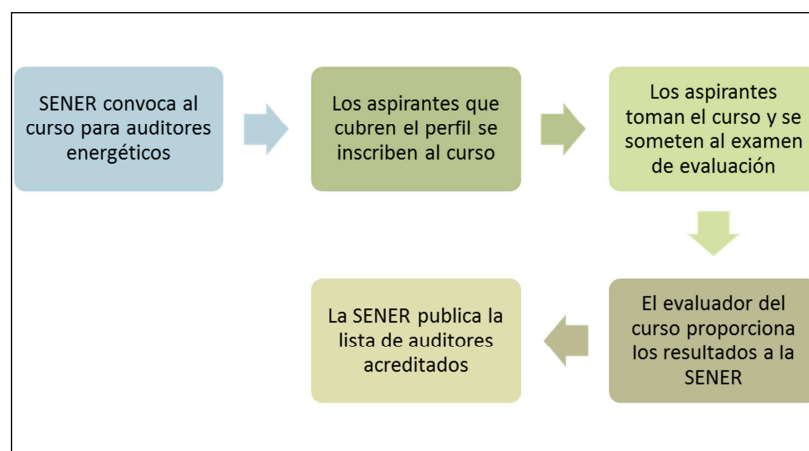 SENER convoca al
curso para auditores
energéticos
Los aspirantes que
cubren el perfil se
inscriben al curso
Los aspirantes
toman el curso y se
someten al examen
de evaluación
El evaluador del
curso proporciona
los resultados a la
SENER
La SENER publica la
lista de auditores
acreditados